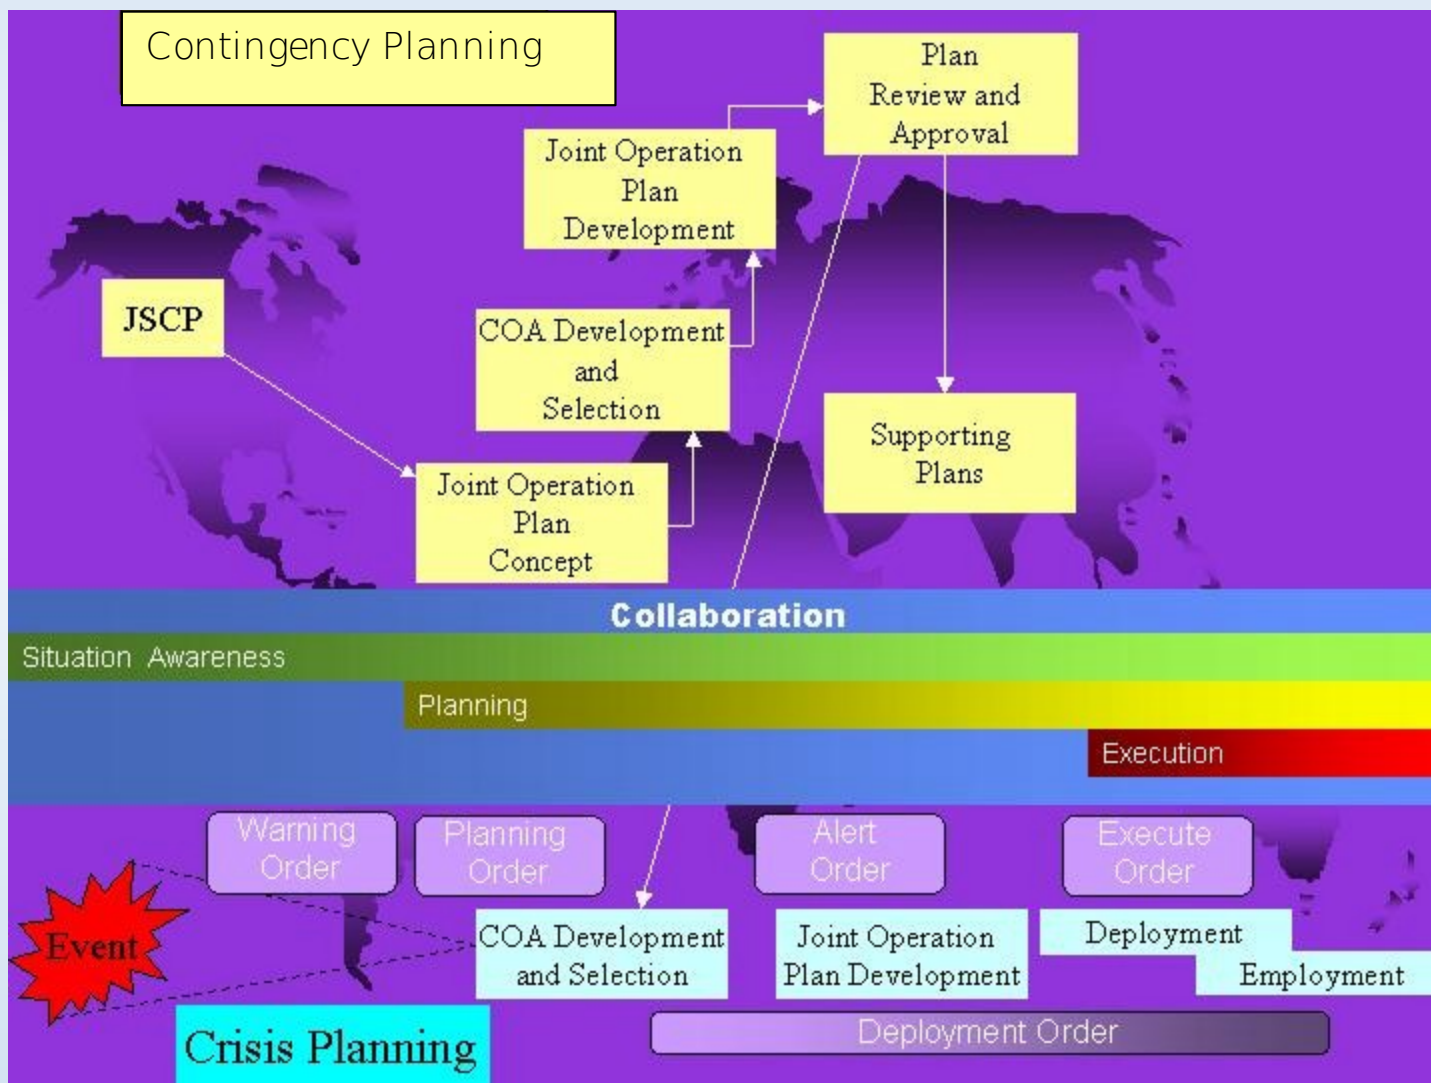 Contingency Planning
Plan
Review and
Approval
Joint Operation
Plan
Development
JSCP
COA Development
and
Selection
Supporting
Plans
Joint Operation
Plan
Concept
Collaboration
Situation Awareness
Planning
Execution
Warning
Order
Planning
Order
Alert
Order
Execute
Order
Event
COA Development
and Selection
Joint Operation
Plan Development
Deployment
Employment
Crisis Planning
Deployment Order